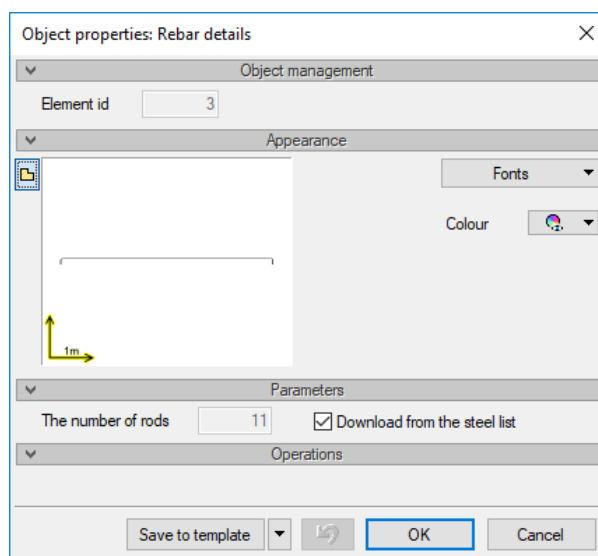 Object properties: Rebar details
Object management
Element id 3
Appearance
Fonts
Colour
1m
Parameters
The number of rods 11 Download from the steel list
Operations
Save to template OK Cancel